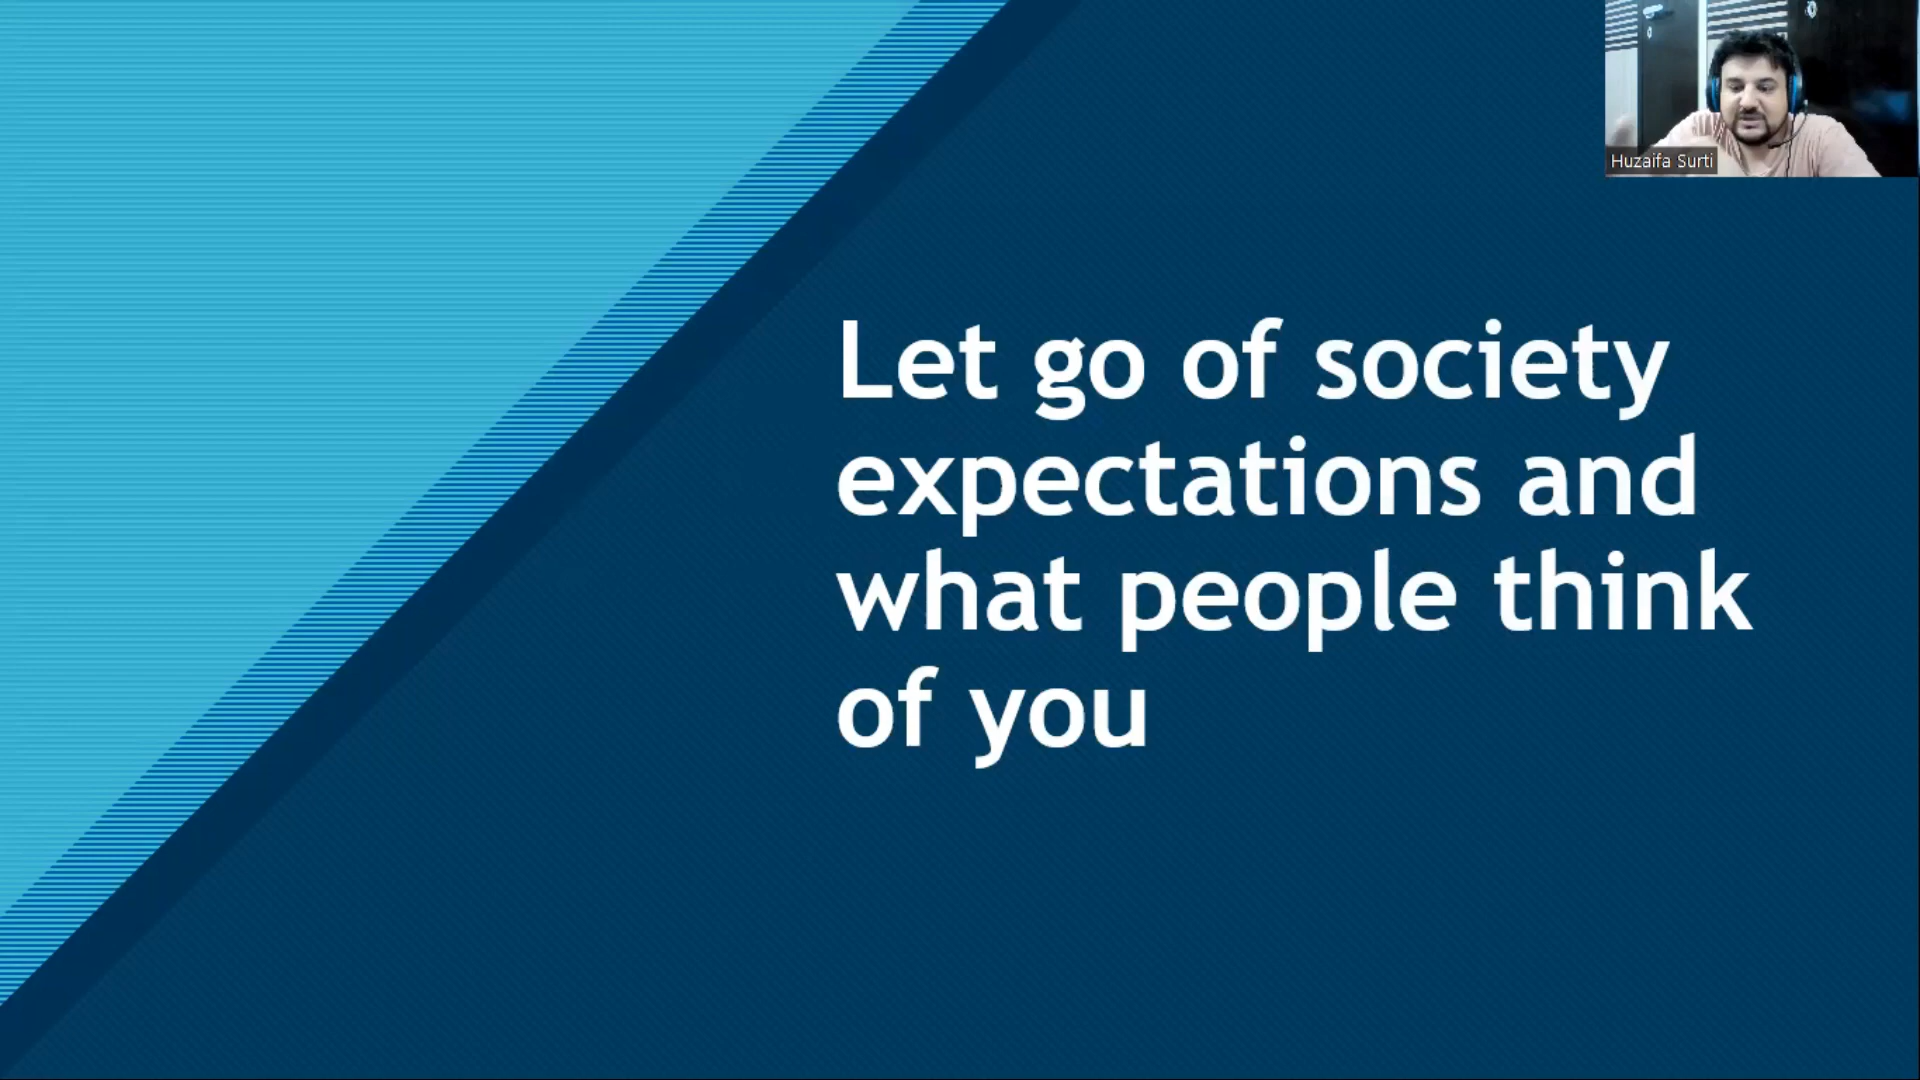 Huzaifa Surti
Let go of society
expectations and
what people think
of you